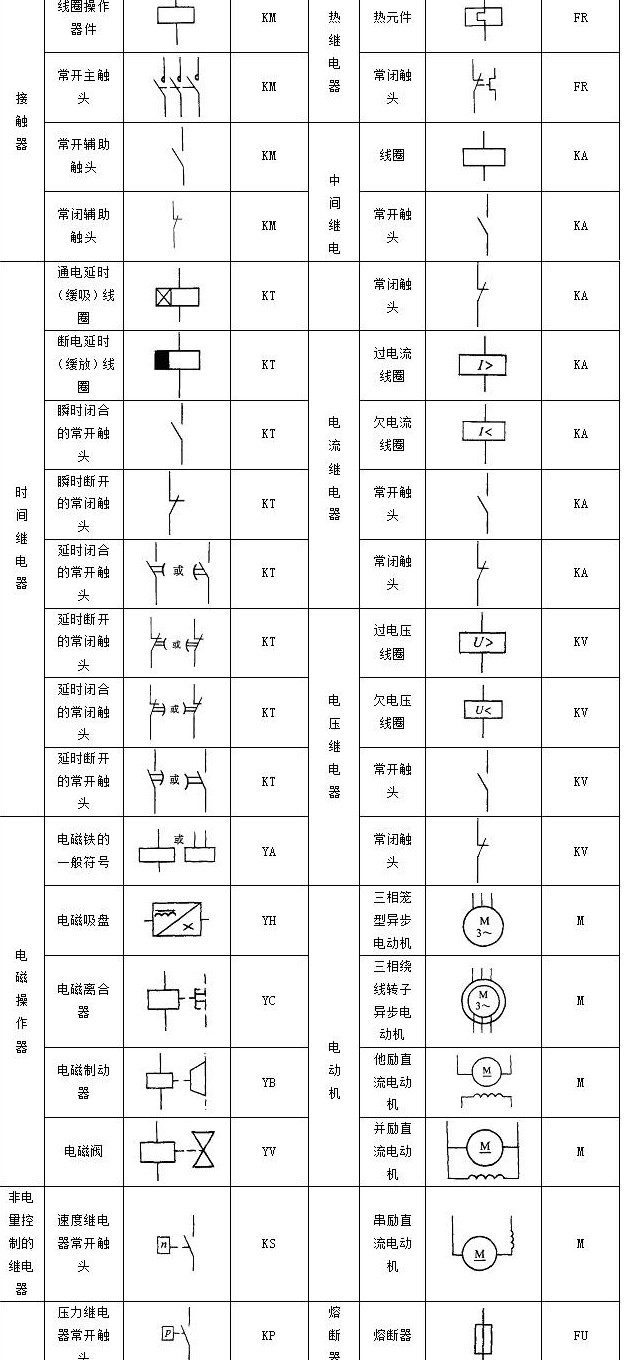 线圈操作
器件
KM
热
继
电
器
热元件
FR
接
触
器
常开主触
头
KM
常闭触
头
FR
常开辅助
触头
KM
中
间
继
电
线圈
KA
常闭辅助
触头
KM
常开触
头
KA
时
间
继
电
器
通电延时
（缓吸）线
圈
KT
常闭触
头
KA
断电延时
（缓放）线
圈
KT
电
流
继
电
器
过电流
线圈
I>
KA
瞬时闭合
的常开触
头
KT
欠电流
线圈
I<
KA
瞬时断开
的常闭触
头
KT
常开触
头
KA
延时闭合
的常开触
头
或
KT
常闭触
头
KA
延时断开
的常闭触
头
或
KT
电
压
继
电
器
过电压
线圈
U>
KV
延时闭合
的常闭触
头
或
KT
欠电压
线圈
U<
KV
延时断开
的常开触
头
或
KT
常开触
头
KV
电
磁
操
作
器
电磁铁的
一般符号
或
YA
常闭触
头
KV
电磁吸盘
YH
电
动
机
三相笼
型异步
电动机
M
3～
M
电磁离合
器
YC
三相绕
线转子
异步电
动机
M
3～
M
电磁制动
器
YB
他励直
流电动
机
M
M
电磁阀
YV
并励直
流电动
机
M
M
非电
量控
制的
继电
器
速度继电
器常开触
头
n
KS
串励直
流电动
机
M
M
压力继电
器常开触
头
p
KP
熔
断
器
熔断器
FU